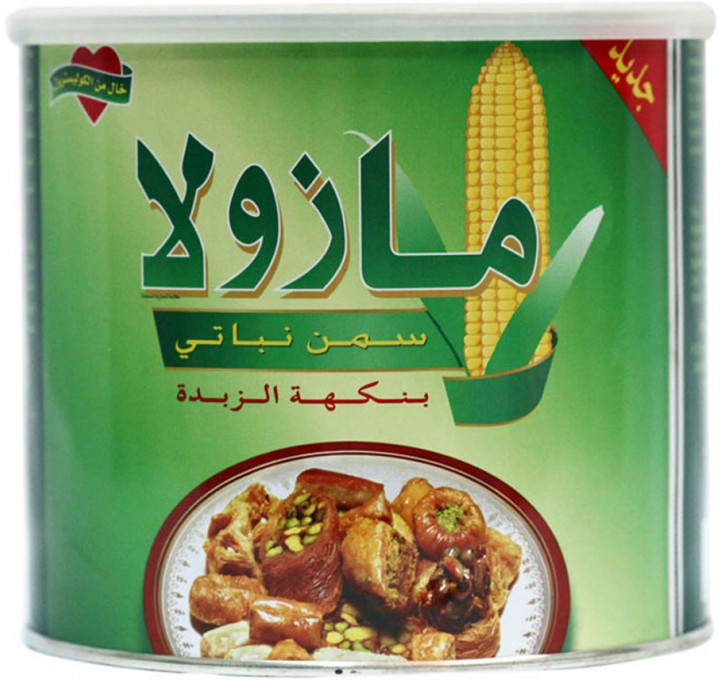 خال من الكوليسترول
جديد
مازولا
سمن نباتي
بنكهة الزبدة